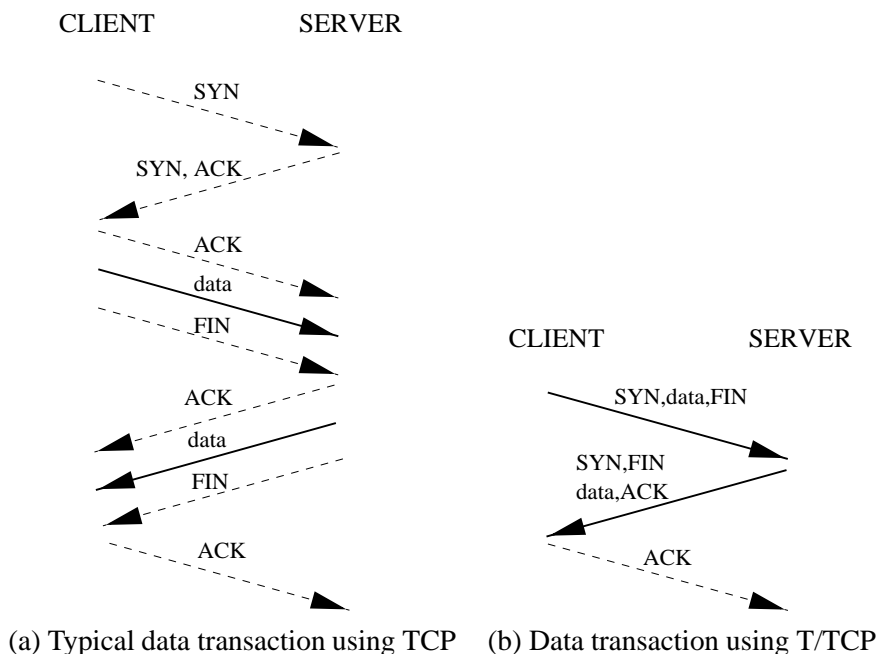 CLIENT SERVER
SYN
SYN, ACK
ACK
data
FIN
ACK
data
FIN
ACK
(a) Typical data transaction using TCP
CLIENT SERVER
SYN,data,FIN
SYN,FIN
data,ACK
ACK
(b) Data transaction using T/TCP